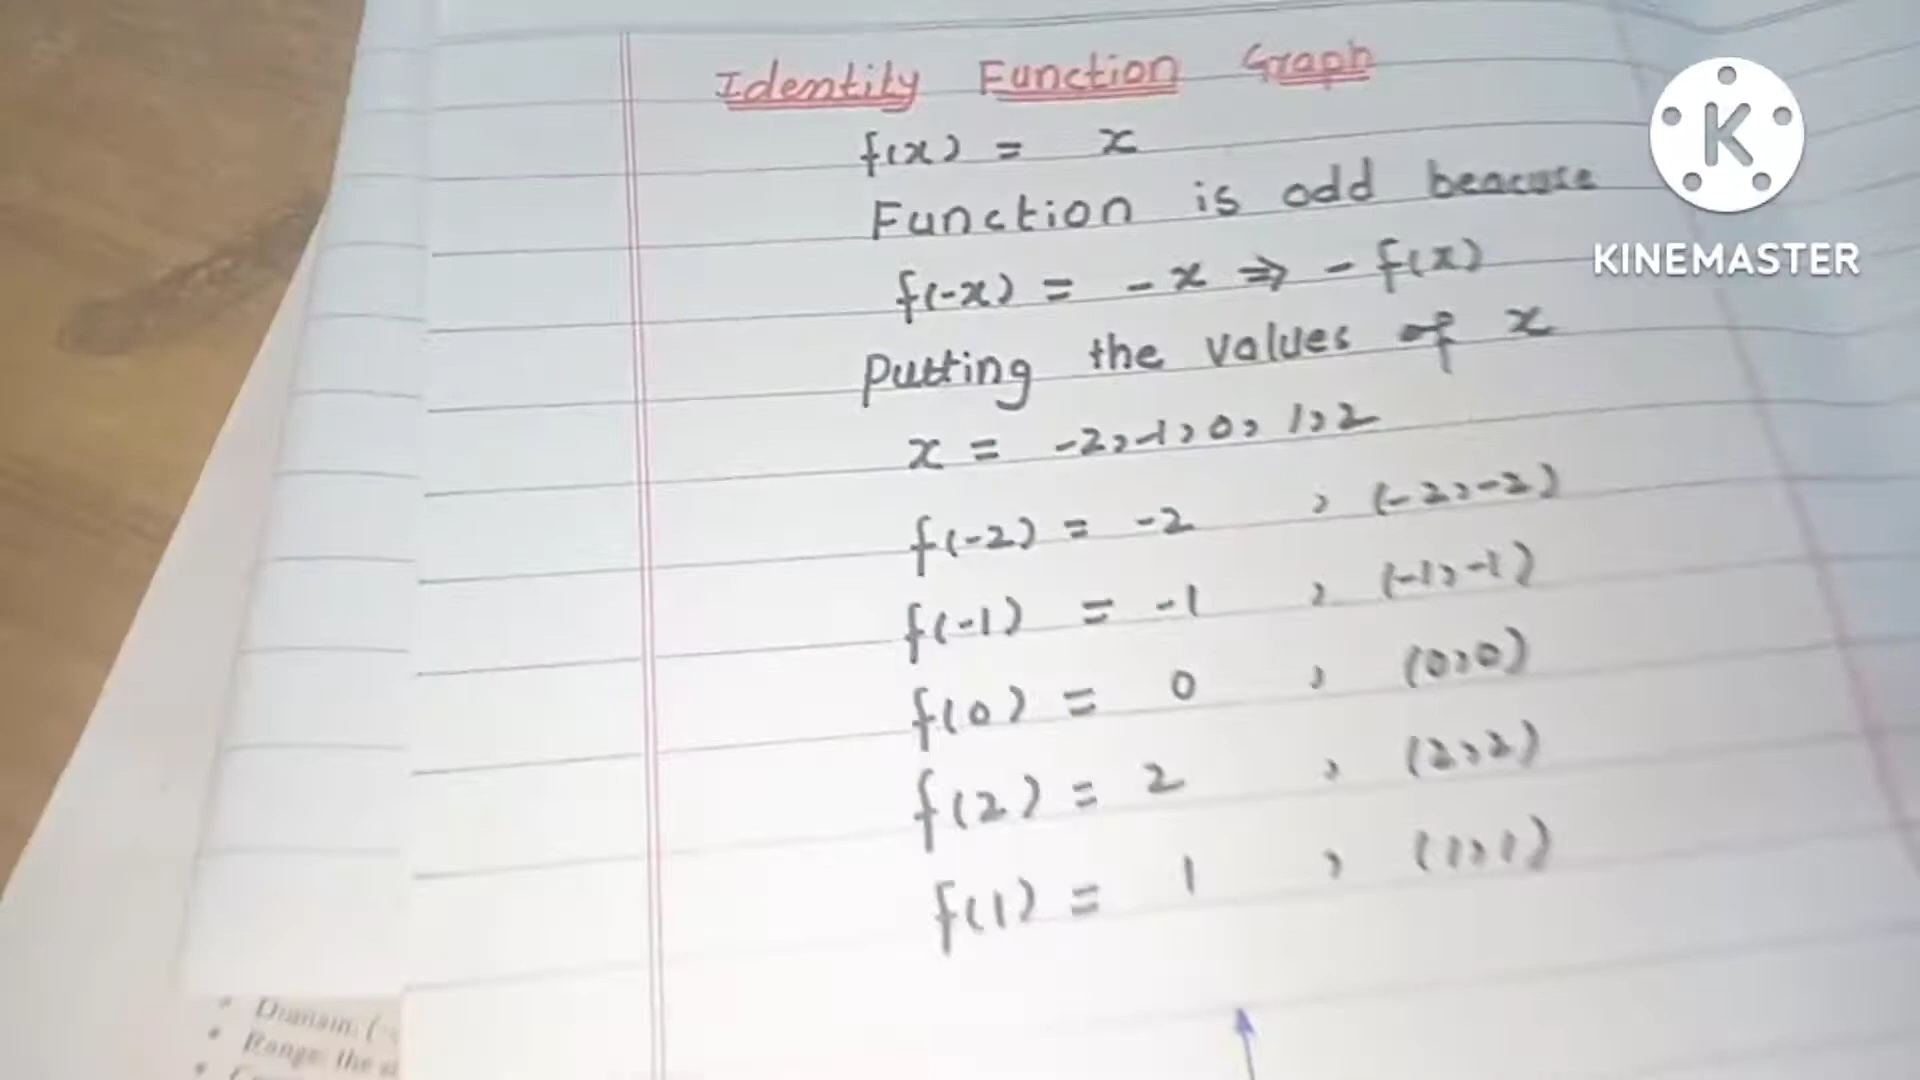 Identity Function Graph
f(x) = x
Function is odd beacuse
f(-x) = -x ⇒ -f(x)
Putting the values of x
x = -2, -1, 0, 1, 2
f(-2) = -2 , (-2, -2)
f(-1) = -1 , (-1, -1)
f(0) = 0 , (0, 0)
f(2) = 2 , (2, 2)
f(1) = 1 , (1, 1)
K
KINEMASTER
• Domain: (-
• Range: the